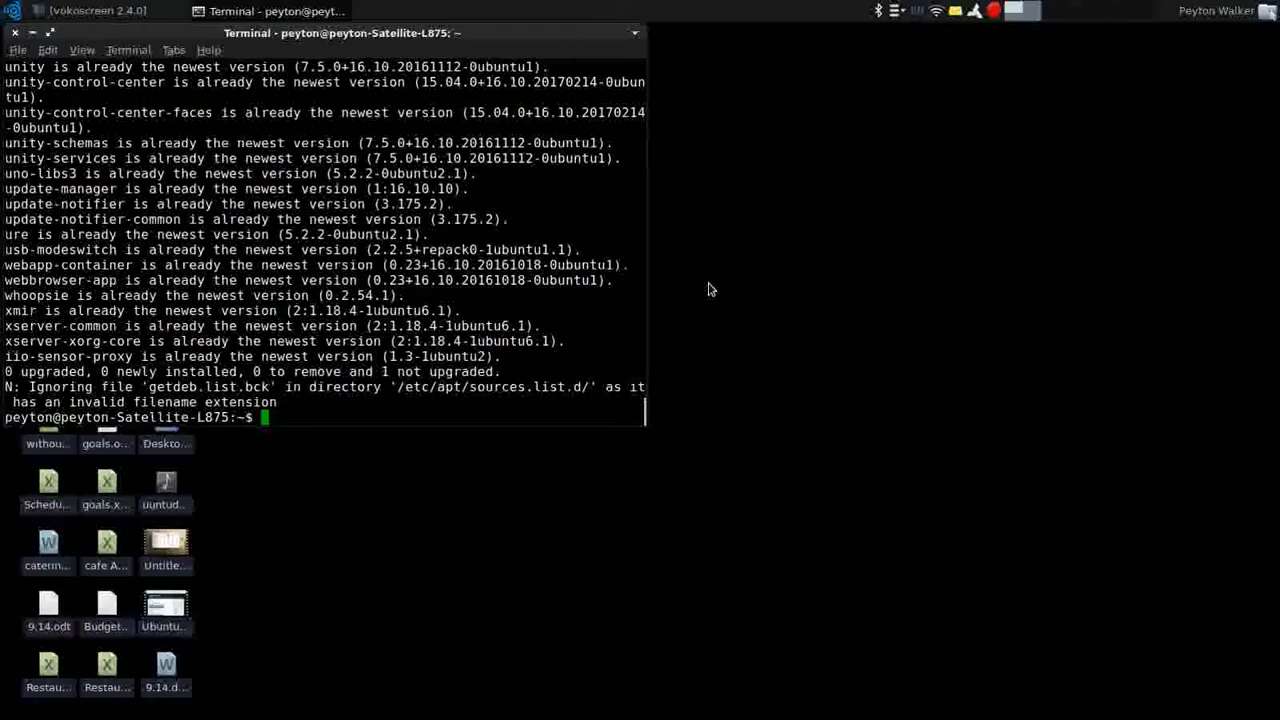 [vokoscreen 2.4.0]
Terminal - peyton@peyt...
Peyton Walker
Terminal - peyton@peyton-Satellite-L875: ~
File Edit View Terminal Tabs Help
unity is already the newest version (7.5.0+16.10.20161112-0ubuntu1).
unity-control-center is already the newest version (15.04.0+16.10.20170214-0ubun
tu1).
unity-control-center-faces is already the newest version (15.04.0+16.10.20170214
-0ubuntu1).
unity-schemas is already the newest version (7.5.0+16.10.20161112-0ubuntu1).
unity-services is already the newest version (7.5.0+16.10.20161112-0ubuntu1).
uno-libs3 is already the newest version (5.2.2-0ubuntu2.1).
update-manager is already the newest version (1:16.10.10).
update-notifier is already the newest version (3.175.2).
update-notifier-common is already the newest version (3.175.2).
ure is already the newest version (5.2.2-0ubuntu2.1).
usb-modeswitch is already the newest version (2.2.5+repack0-1ubuntu1.1).
webapp-container is already the newest version (0.23+16.10.20161018-0ubuntu1).
webbrowser-app is already the newest version (0.23+16.10.20161018-0ubuntu1).
whoopsie is already the newest version (0.2.54.1).
xmir is already the newest version (2:1.18.4-1ubuntu6.1).
xserver-common is already the newest version (2:1.18.4-1ubuntu6.1).
xserver-xorg-core is already the newest version (2:1.18.4-1ubuntu6.1).
iio-sensor-proxy is already the newest version (1.3-1ubuntu2).
0 upgraded, 0 newly installed, 0 to remove and 1 not upgraded.
N: Ignoring file 'getdeb.list.bck' in directory '/etc/apt/sources.list.d/' as it
 has an invalid filename extension
peyton@peyton-Satellite-L875:~$
withou... goals.o... Deskto...
Schedu... goals.x... uuntud...
caterin... cafe A... Untitle...
9.14.odt Budget... Ubuntu...
Restau... Restau... 9.14.d...